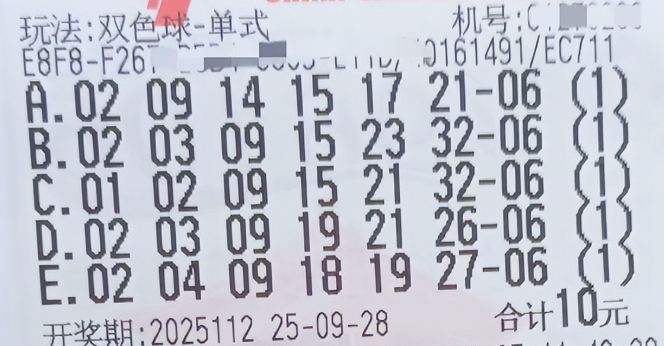 玩法:双色球-单式
机号:C
E8F8-F26 0161491/EC711
A.02 09 14 15 17 21-06 (1)
B.02 03 09 15 23 32-06 (1)
C.01 02 09 15 21 32-06 (1)
D.02 03 09 19 21 26-06 (1)
E.02 04 09 18 19 27-06 (1)
合计10元
开奖期:2025112 25-09-28